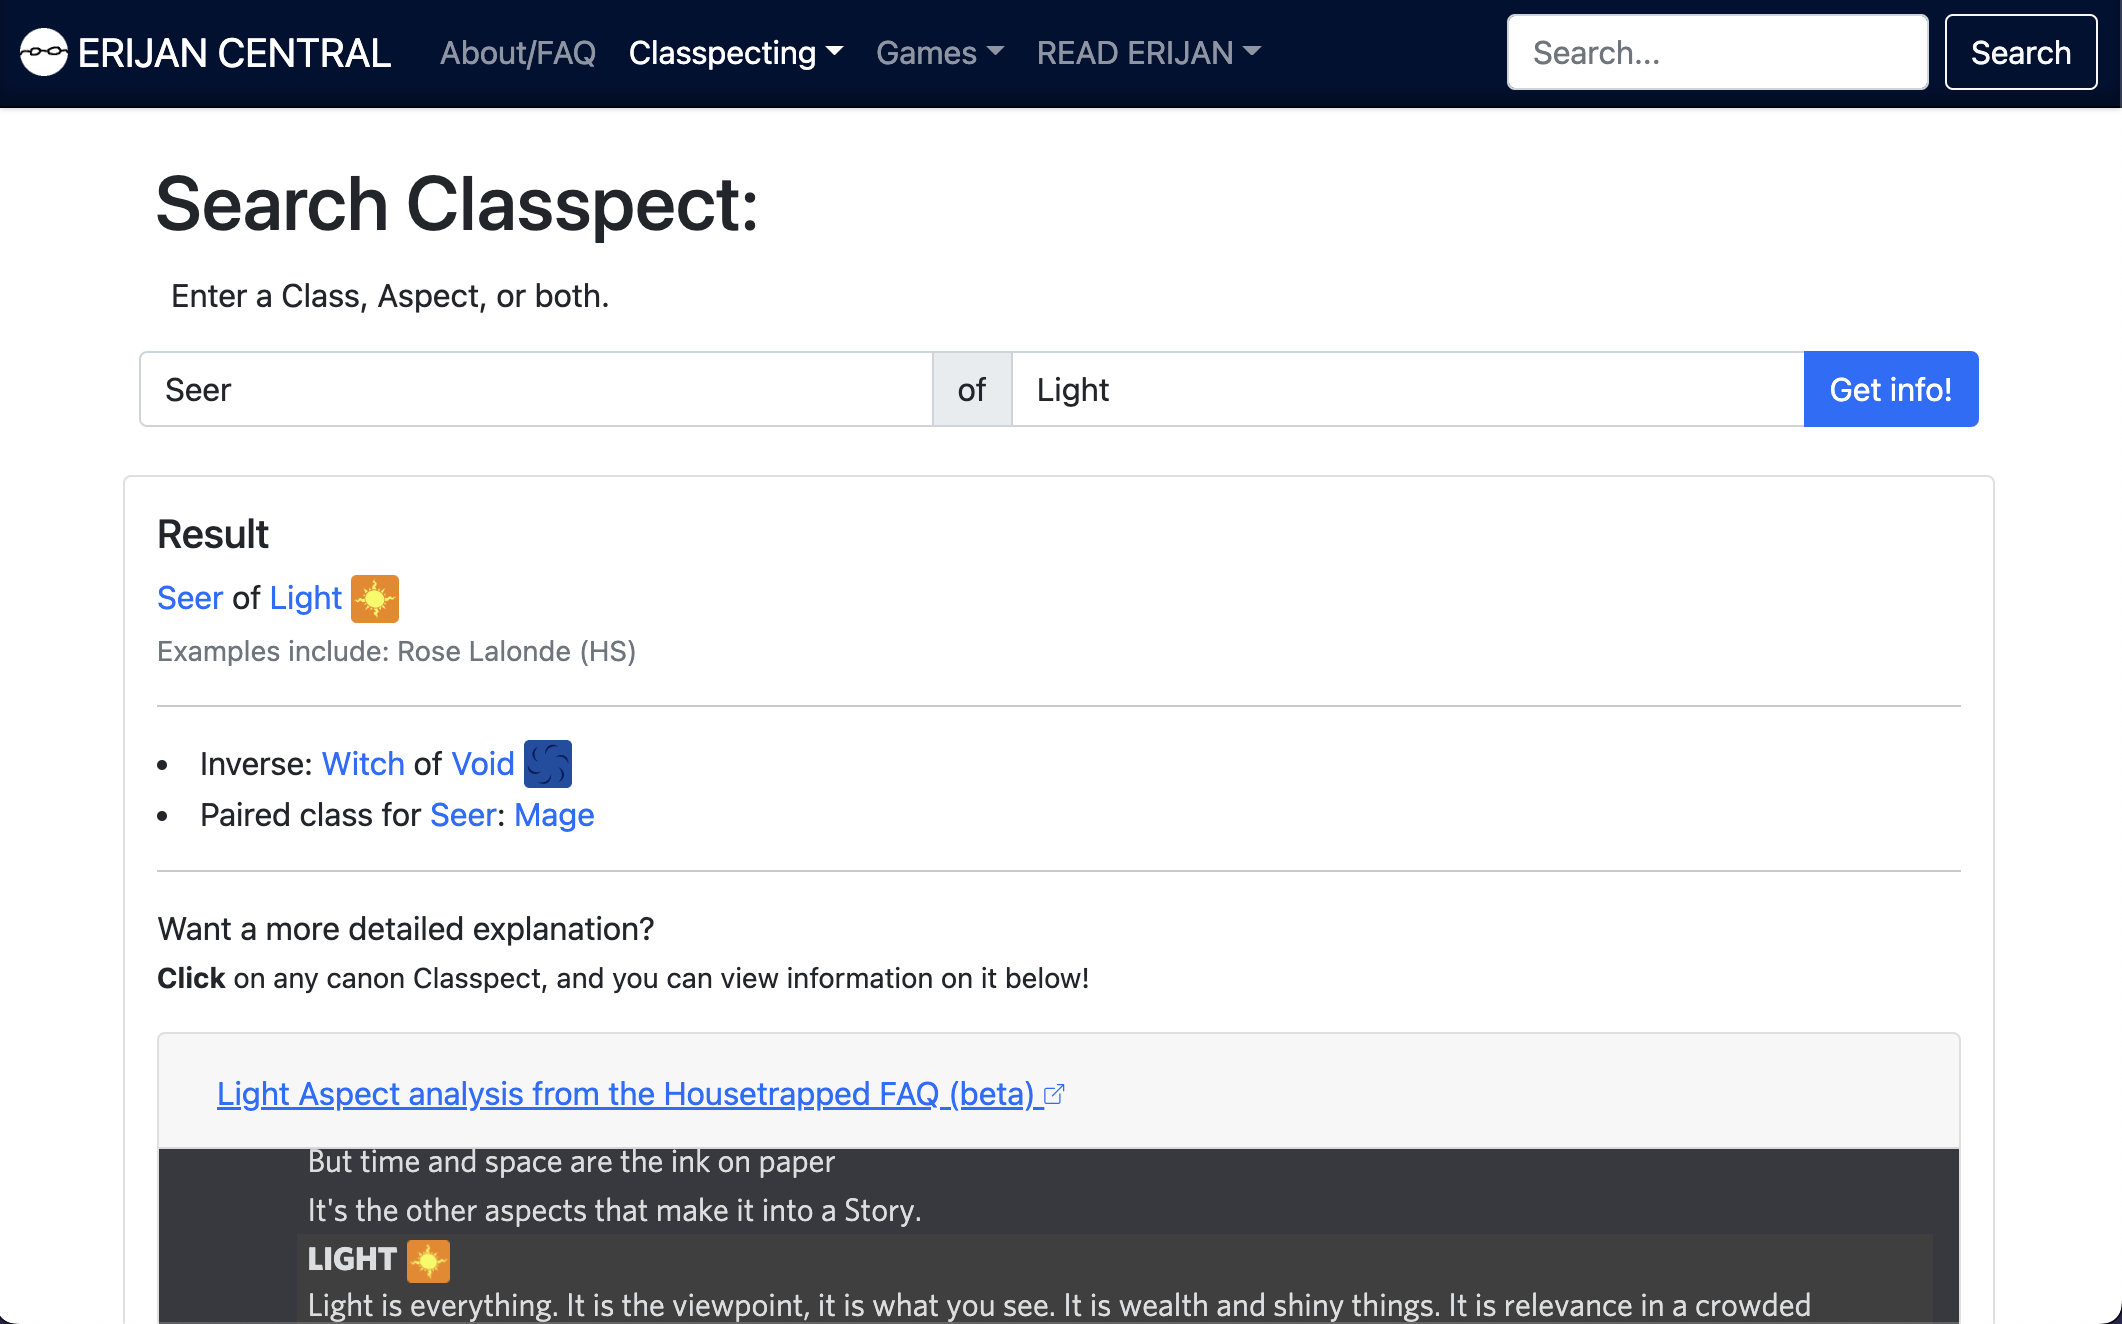 ERIJAN CENTRAL About/FAQ Classpecting Games READ ERIJAN Search... Search
Search Classpect:
Enter a Class, Aspect, or both.
Seer of Light Get info!
Result
Seer of Light
Examples include: Rose Lalonde (HS)
• Inverse: Witch of Void
• Paired class for Seer: Mage
Want a more detailed explanation?
Click on any canon Classpect, and you can view information on it below!
Light Aspect analysis from the Housetrapped FAQ (beta)
But time and space are the ink on paper
It's the other aspects that make it into a Story.
LIGHT
Light is everything. It is the viewpoint, it is what you see. It is wealth and shiny things. It is relevance in a crowded